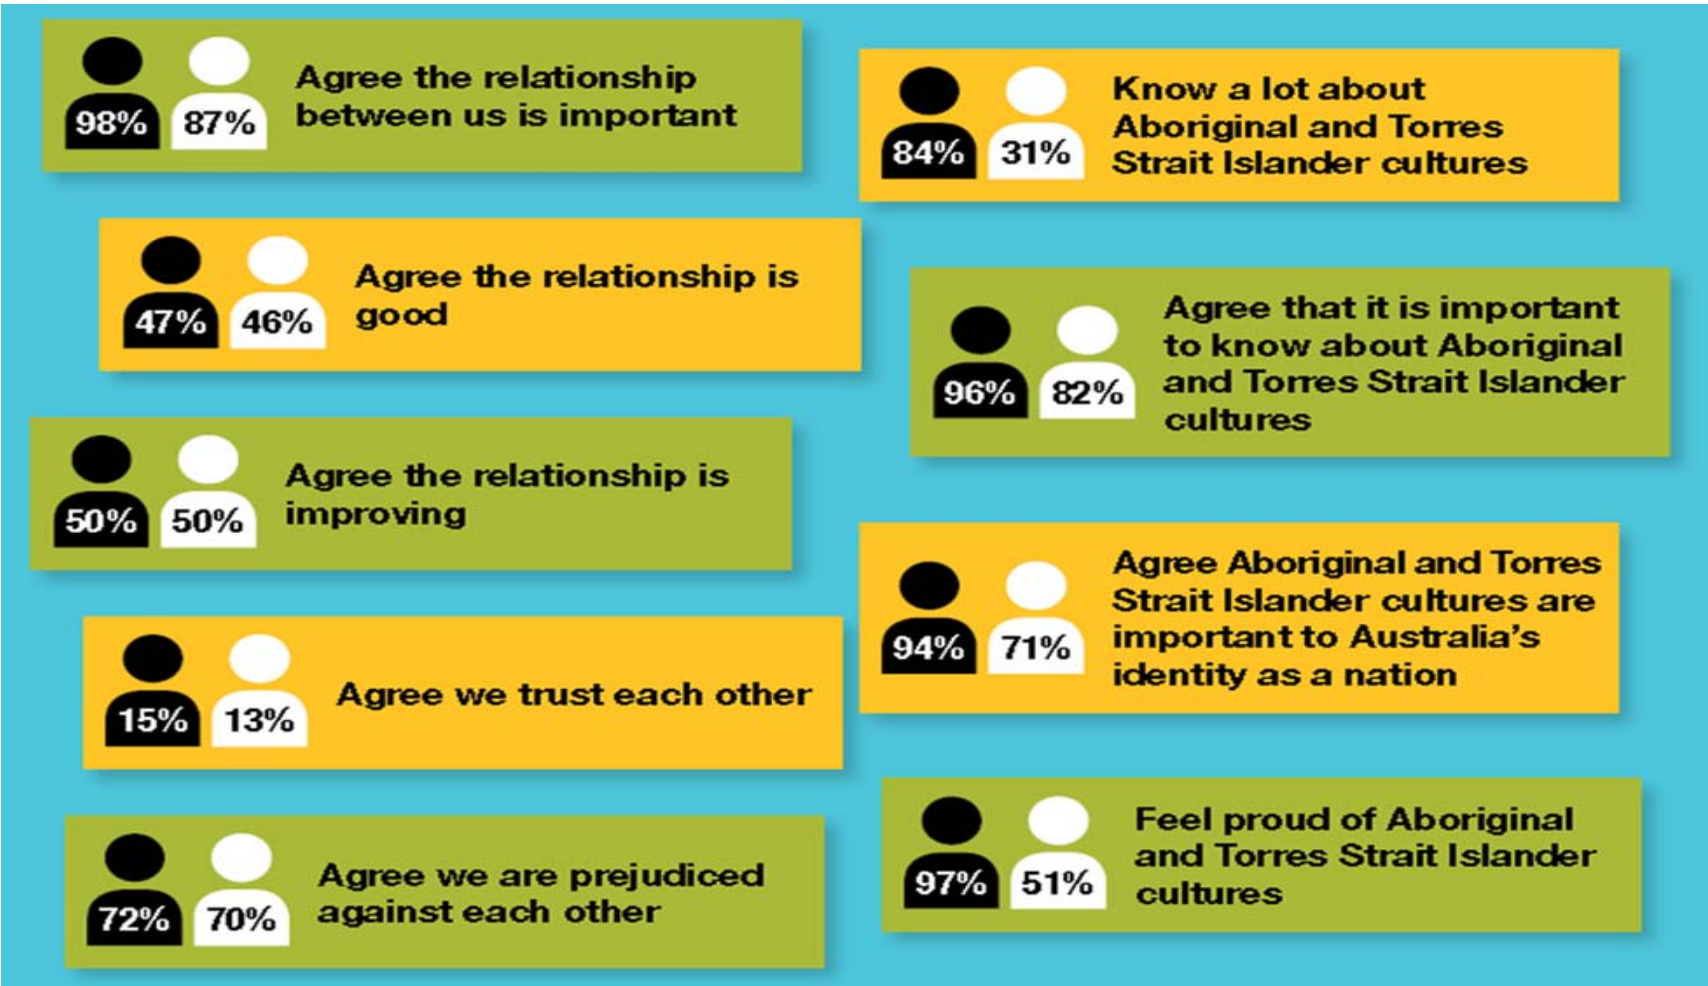 98% 87%
Agree the relationship
between us is important
47% 46%
Agree the relationship is
good
50% 50%
Agree the relationship is
improving
15% 13%
Agree we trust each other
72% 70%
Agree we are prejudiced
against each other
84% 31%
Know a lot about
Aboriginal and Torres
Strait Islander cultures
96% 82%
Agree that it is important
to know about Aboriginal
and Torres Strait Islander
cultures
94% 71%
Agree Aboriginal and Torres
Strait Islander cultures are
important to Australia’s
identity as a nation
97% 51%
Feel proud of Aboriginal
and Torres Strait Islander
cultures